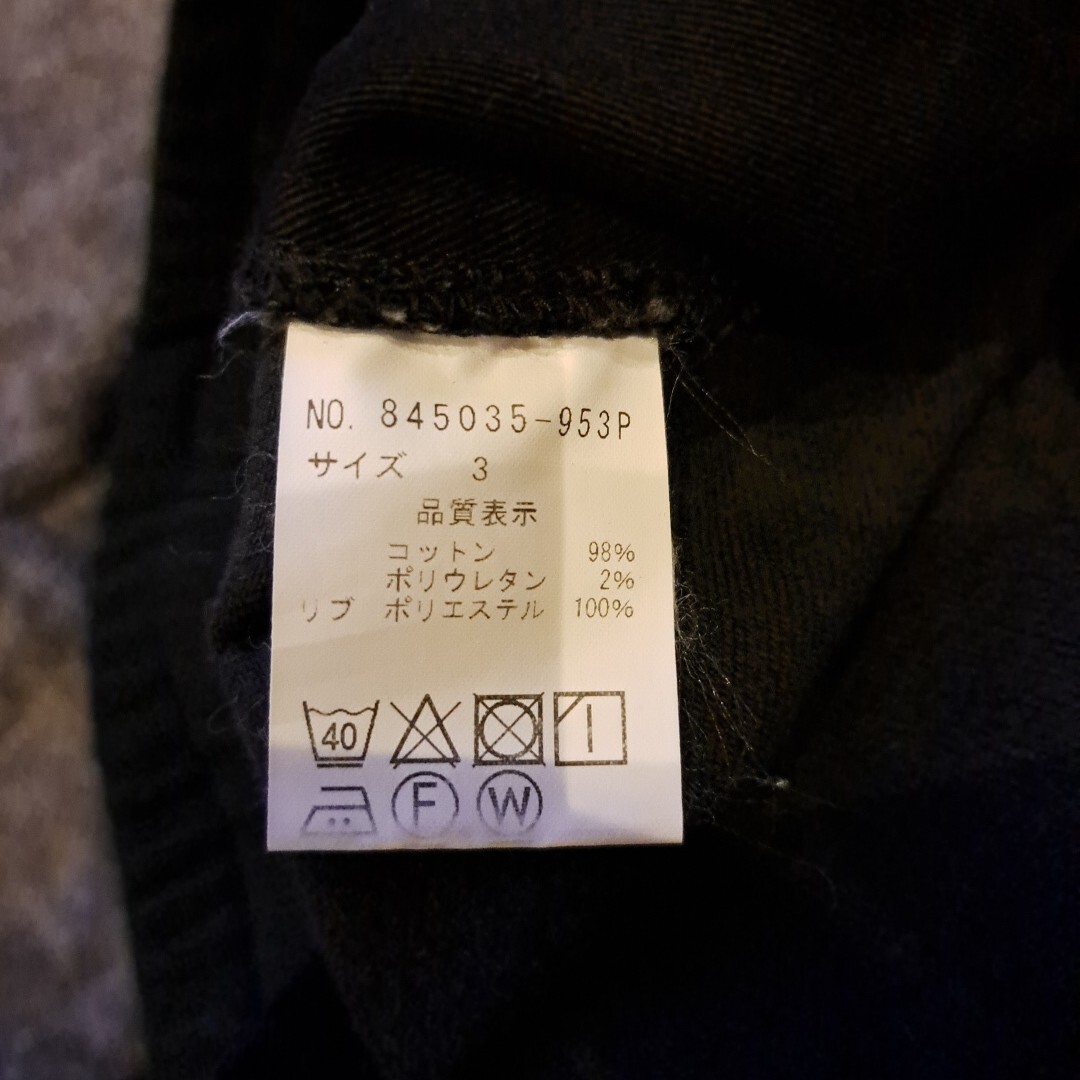 NO. 845035-953P
サイズ 3
品質表示
コットン 98%
ポリウレタン 2%
リブ ポリエステル 100%
40
F W